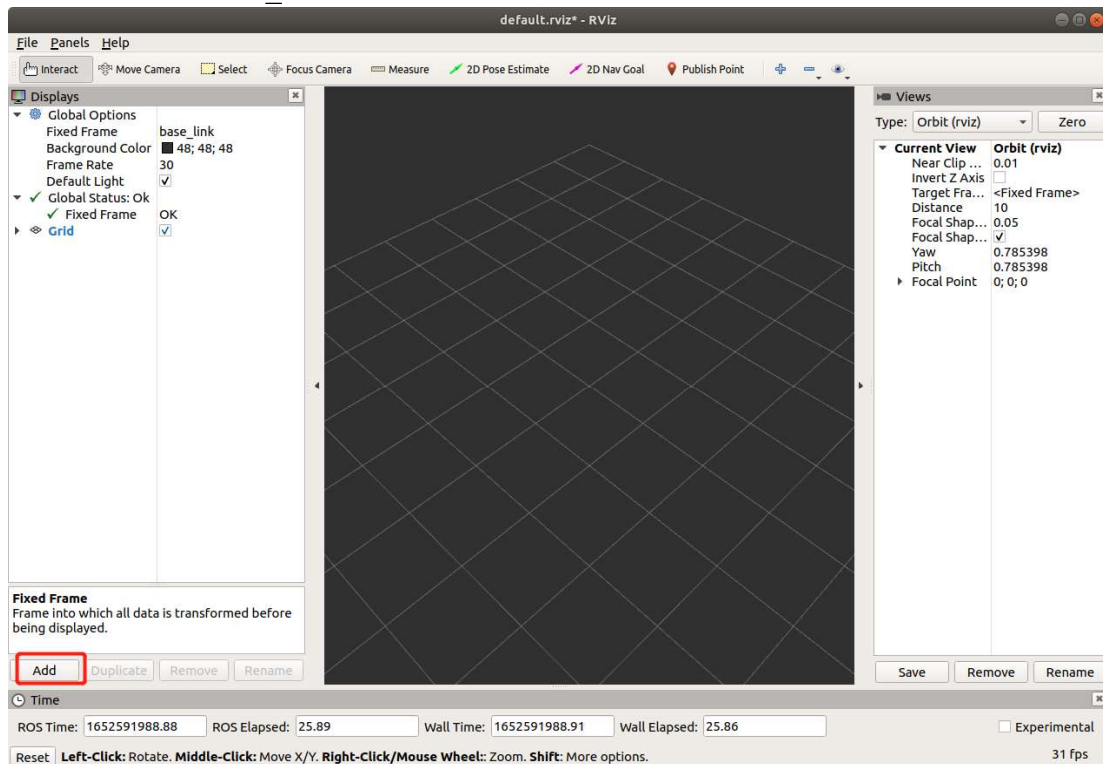 default.rviz* - RViz
File Panels Help
Interact Move Camera Select Focus Camera Measure 2D Pose Estimate 2D Nav Goal Publish Point
Displays
Global Options
Fixed Frame base_link
Background Color 48; 48; 48
Frame Rate 30
Default Light
Global Status: Ok
Fixed Frame OK
Grid
Fixed Frame
Frame into which all data is transformed before
being displayed.
Add Duplicate Remove Rename
Views
Type: Orbit (rviz) Zero
Current View Orbit (rviz)
Near Clip ... 0.01
Invert Z Axis
Target Fra... <Fixed Frame>
Distance 10
Focal Shap... 0.05
Focal Shap...
Yaw 0.785398
Pitch 0.785398
Focal Point 0; 0; 0
Save Remove Rename
Time
ROS Time: 1652591988.88 ROS Elapsed: 25.89 Wall Time: 1652591988.91 Wall Elapsed: 25.86 Experimental
Reset Left-Click: Rotate. Middle-Click: Move X/Y. Right-Click/Mouse Wheel:: Zoom. Shift: More options. 31 fps